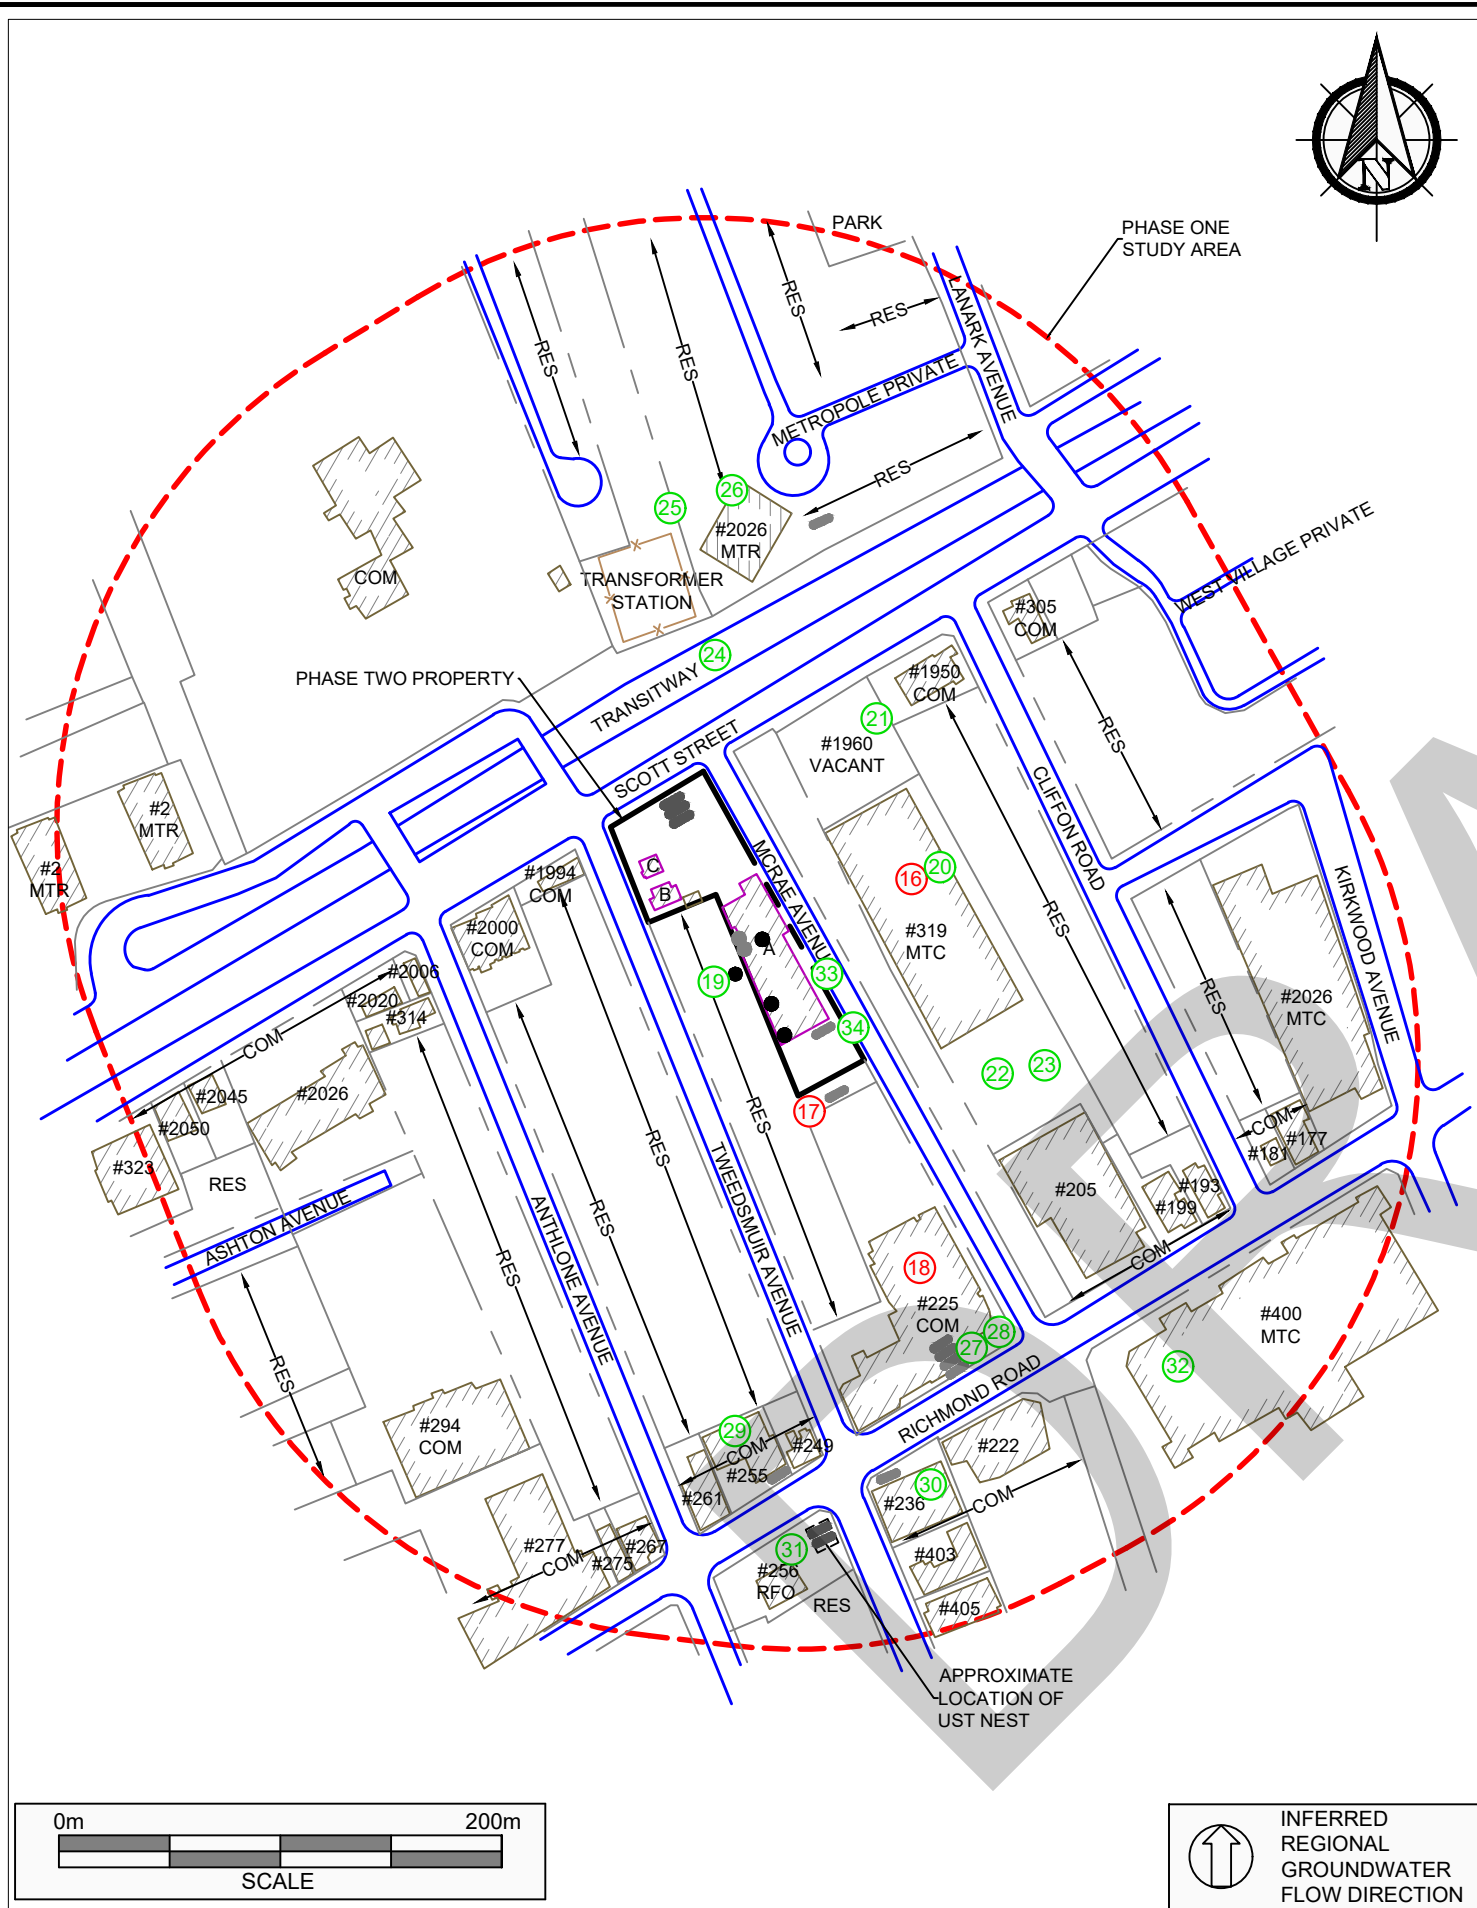 N
PARK
PHASE ONE
STUDY AREA
RES
RES
RES
RES
LANARK AVENUE
METROPOLE PRIVATE
RES
25
26
#2026
MTR
COM
TRANSFORMER
STATION
WEST VILLAGE PRIVATE
#305
COM
24
TRANSITWAY
PHASE TWO PROPERTY
#1950
COM
21
#1960
VACANT
RES
SCOTT STREET
CLIFFON ROAD
#2
MTR
#2
MTR
C
B
A
MCRAE AVENUE
16
20
#319
MTC
KIRKWOOD AVENUE
#1994
COM
#2000
COM
RES
RES
#2026
MTC
#2006
#2020
#314
COM
19
33
34
22
23
17
#2045
#2050
#2026
#323
RES
ASHTON AVENUE
RES
RES
RES
RES
ANTHLONE AVENUE
TWEEDSMUIR AVENUE
#205
#193
#199
COM
COM
#181
#177
18
#225
COM
27
28
RICHMOND ROAD
#400
MTC
32
RES
#294
COM
29
COM
#249
#255
#261
#222
30
#236
COM
#277
COM
#275
#267
31
#256
RFO
RES
#403
#405
APPROXIMATE
LOCATION OF
UST NEST
0m 200m
SCALE
INFERRED
REGIONAL
GROUNDWATER
FLOW DIRECTION